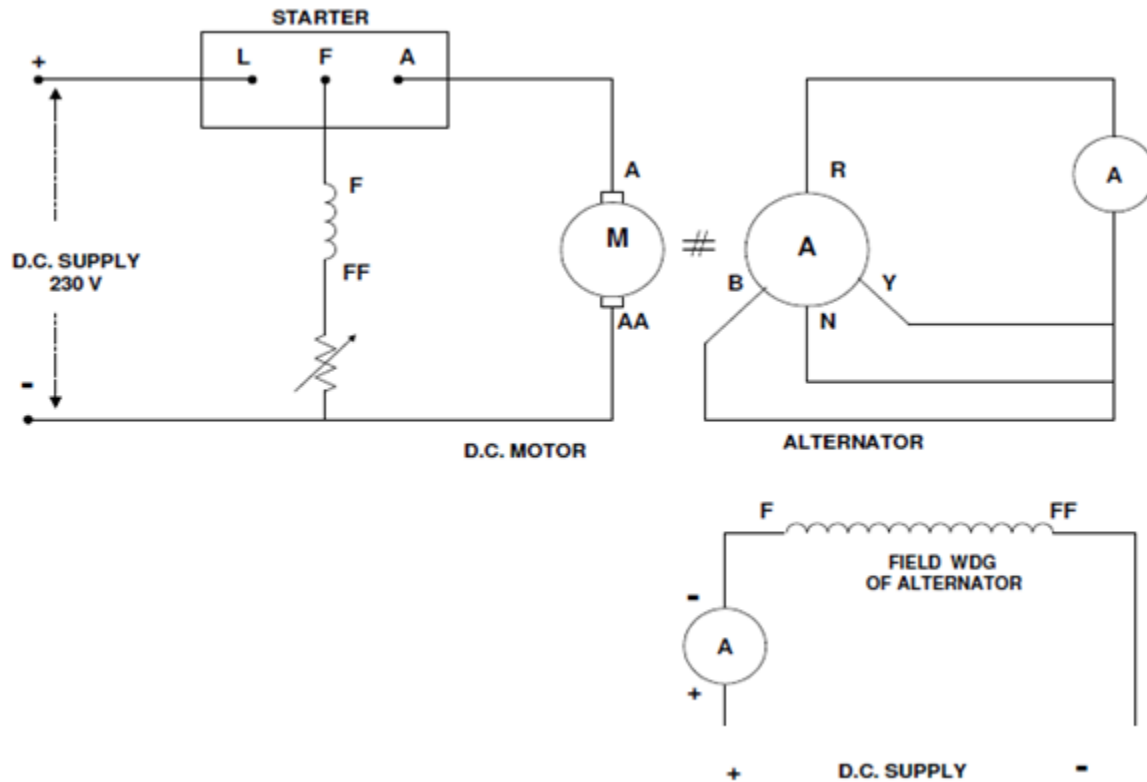 STARTER
L F A
+
D.C. SUPPLY
230 V
-
F
FF
A
M
AA
D.C. MOTOR
R
A
B
Y
N
A
ALTERNATOR
F
FF
FIELD WDG
OF ALTERNATOR
-
A
+
+ D.C. SUPPLY -